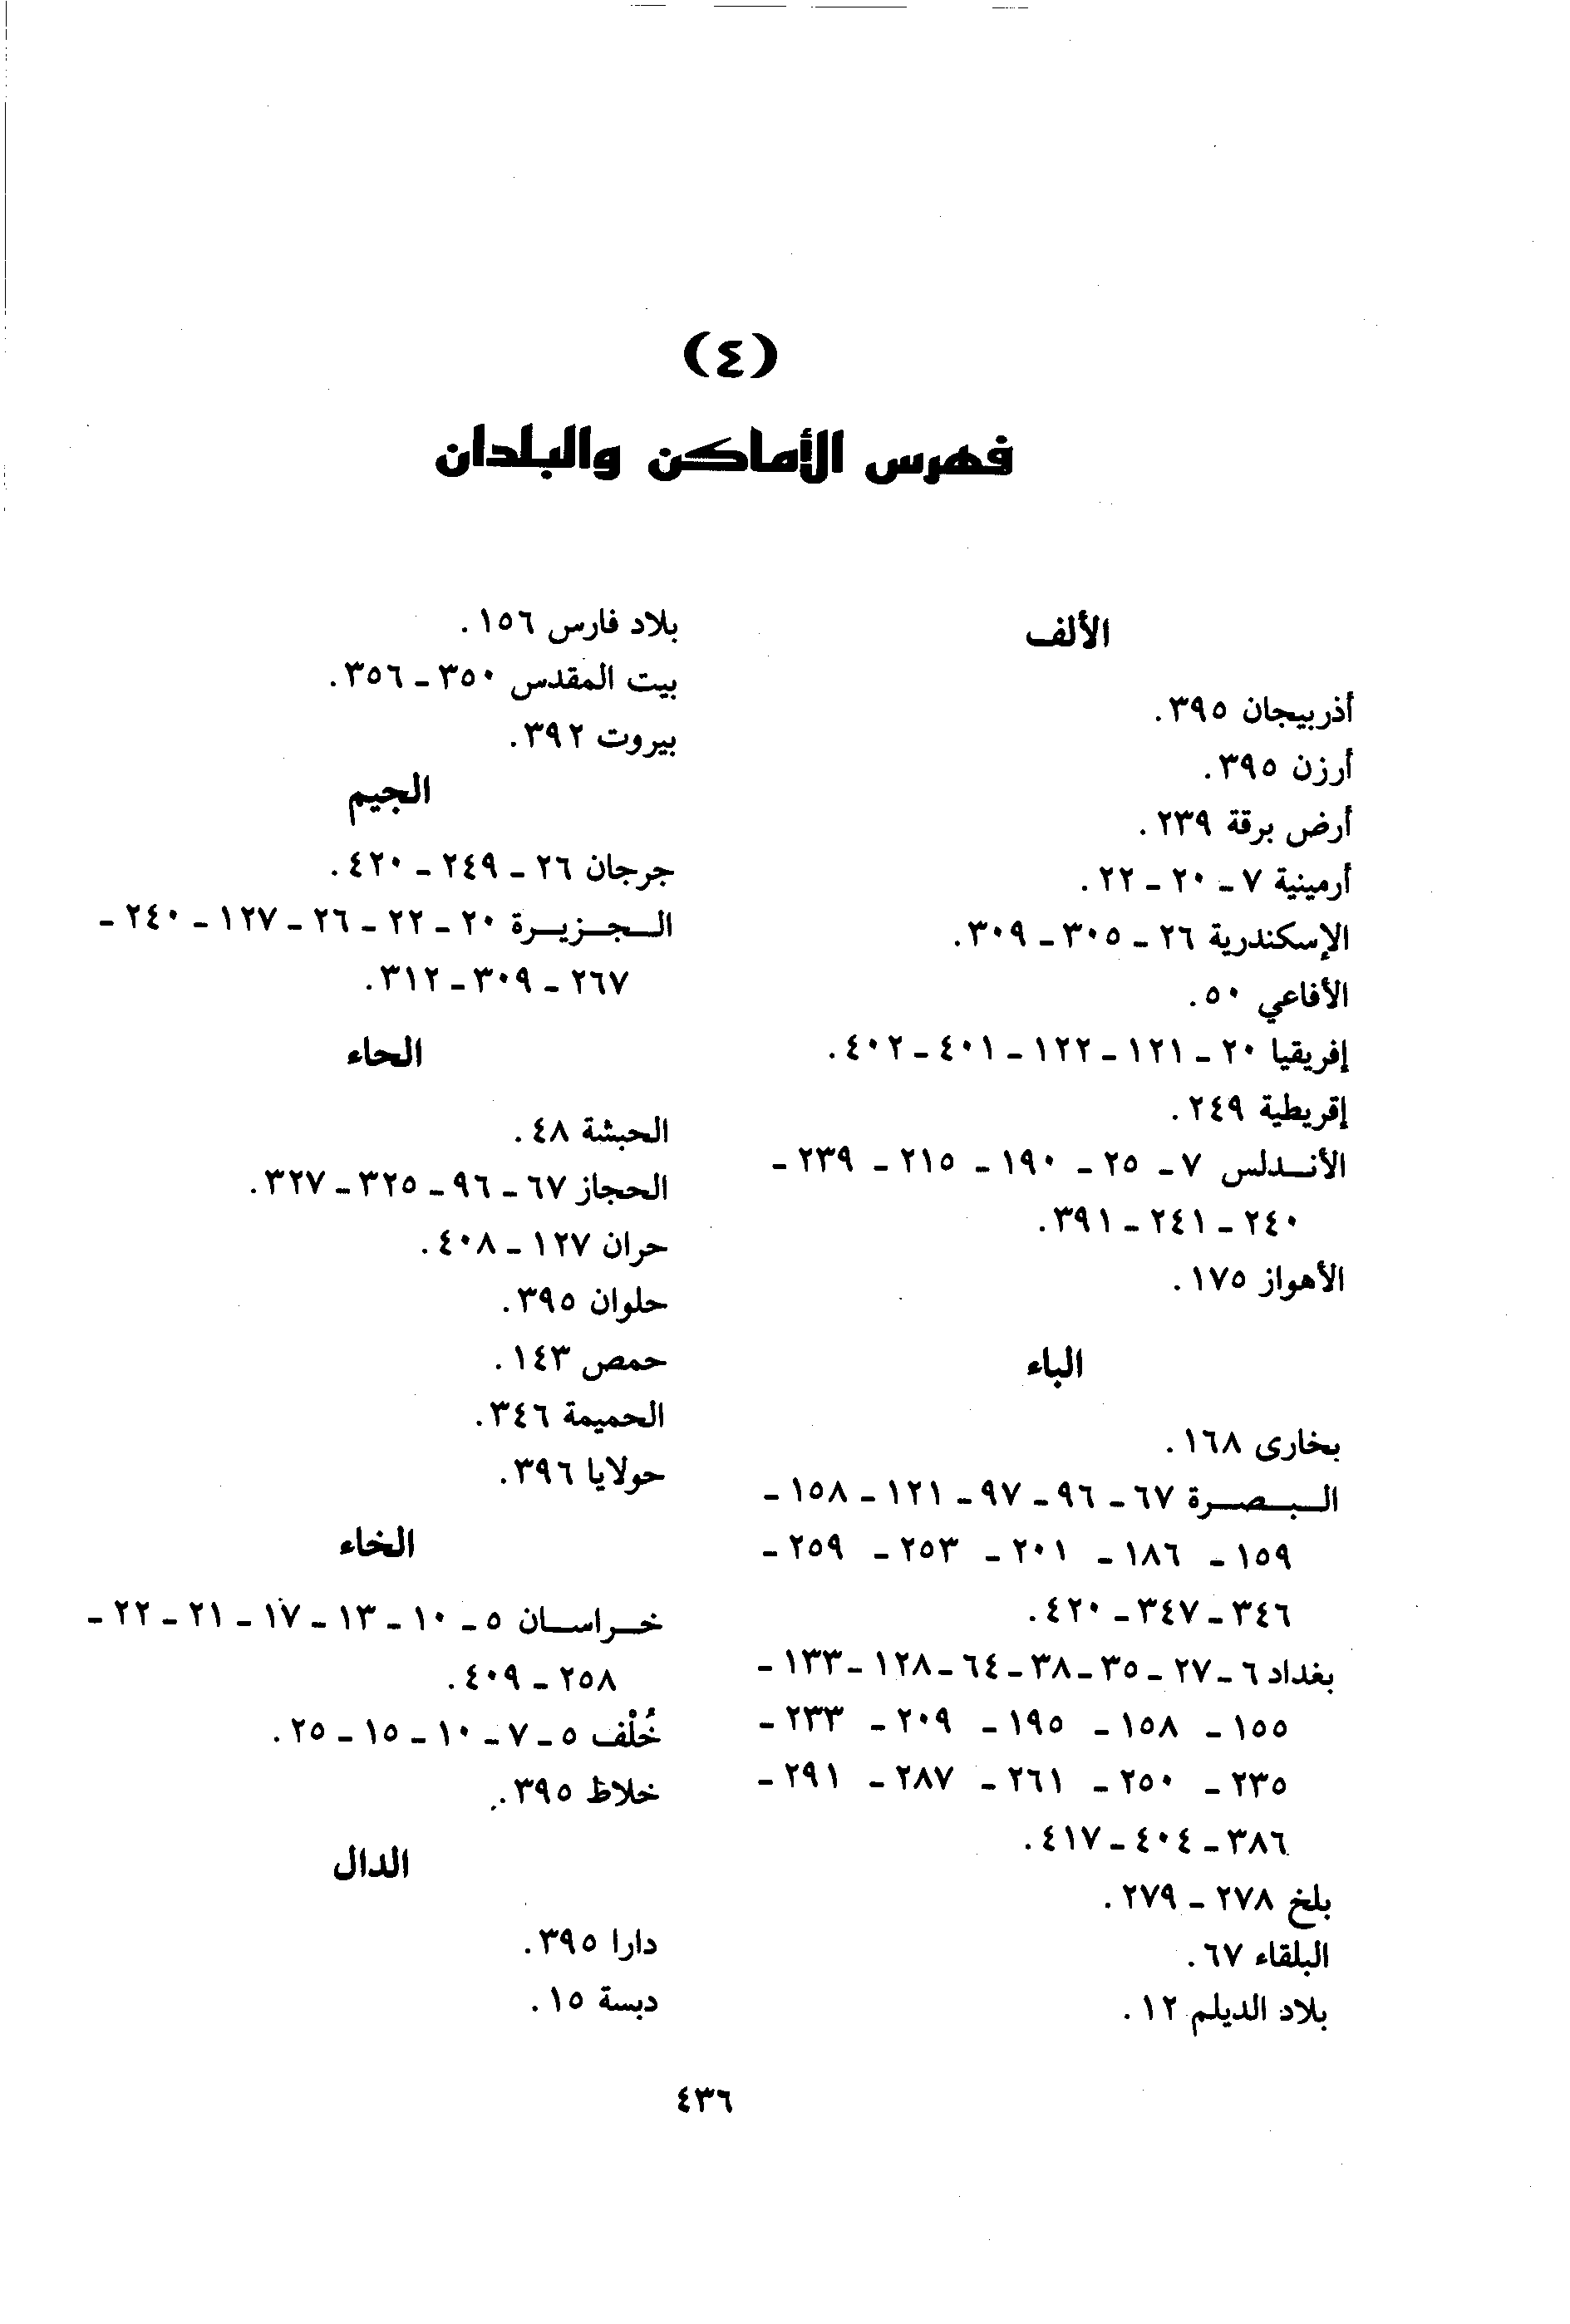 (٤)
فهرس الأماكن والبلدان
الألف
أذربيجان ٣٩٥.
أرزن ٣٩٥.
أرض برقة ٢٣٩.
أرمينية ٧ - ٢٠ - ٢٢.
الإسكندرية ٢٦ - ٣٠٥ - ٣٠٩.
الأفاعي ٥٠.
إفريقيا ٢٠ - ١٢١ - ١٢٢ - ٤٠١ - ٤٠٢.
إقريطية ٢٤٩.
الأندلس ٧ - ٢٥ - ١٩٠ - ٢١٥ - ٢٣٩ -
٢٤٠ - ٢٤١ - ٣٩١.
الأهواز ١٧٥.
الباء
بخارى ١٦٨.
البصرة ٦٧ - ٩٦ - ٩٧ - ١٢١ - ١٥٨ -
١٥٩ - ١٨٦ - ٢٠١ - ٢٥٣ - ٢٥٩ -
٣٤٦ - ٣٤٧ - ٤٢٠.
بغداد ٦ - ٢٧ - ٣٥ - ٣٨ - ٦٤ - ١٢٨ - ١٣٣ -
١٥٥ - ١٥٨ - ١٩٥ - ٢٠٩ - ٢٣٣ -
٢٣٥ - ٢٥٠ - ٢٦١ - ٢٨٧ - ٢٩١ -
٣٨٦ - ٤٠٤ - ٤١٧.
بلخ ٢٧٨ - ٢٧٩.
البلقاء ٦٧.
بلاد الديلم ١٢.
بلاد فارس ١٥٦.
بيت المقدس ٣٥٠ - ٣٥٦.
بيروت ٣٩٢.
الجيم
جرجان ٢٦ - ٢٤٩ - ٤٢٠.
الجزيرة ٢٠ - ٢٢ - ٢٦ - ١٢٧ - ٢٤٠ -
٢٦٧ - ٣٠٩ - ٣١٢.
الحاء
الحبشة ٤٨.
الحجاز ٦٧ - ٩٦ - ٣٢٥ - ٣٢٧.
حران ١٢٧ - ٤٠٨.
حلوان ٣٩٥.
حمص ١٤٣.
الحميمة ٣٤٦.
حولايا ٣٩٦.
الخاء
خراسان ٥ - ١٠ - ١٣ - ١٧ - ٢١ - ٢٢ -
٢٥٨ - ٤٠٩.
خُلْف ٥ - ٧ - ١٠ - ١٥ - ٢٥.
خلاظ ٣٩٥.
الدال
دارا ٣٩٥.
دبسة ١٥.
٤٣٦